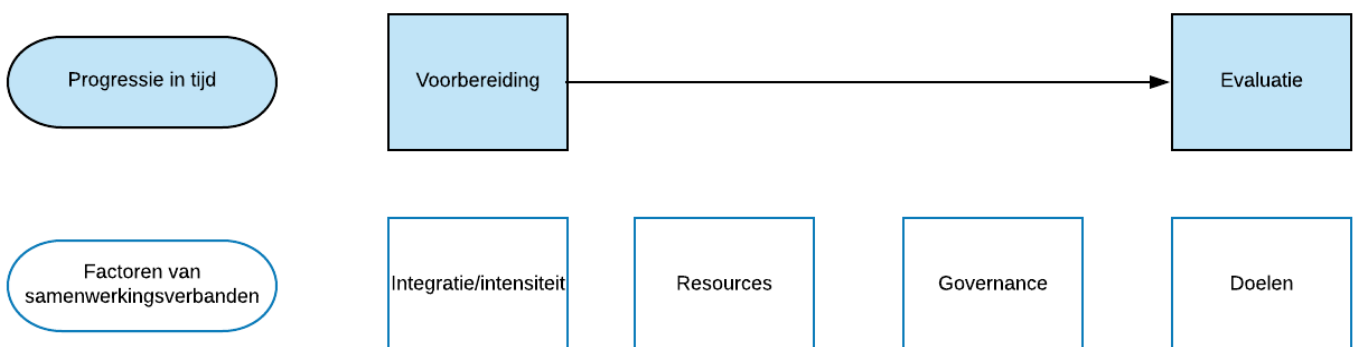 Progressie in tijd
Voorbereiding
Evaluatie
Factoren van
samenwerkingsverbanden
Integratie/intensiteit
Resources
Governance
Doelen